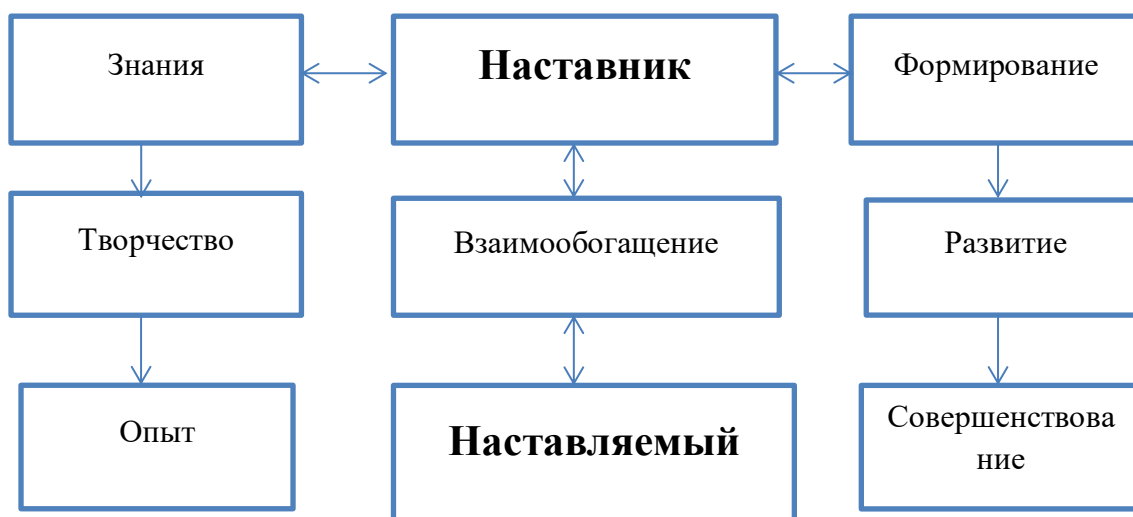 Знания
Наставник
Формирование
Творчество
Взаимообогащение
Развитие
Опыт
Наставляемый
Совершенствова
ние